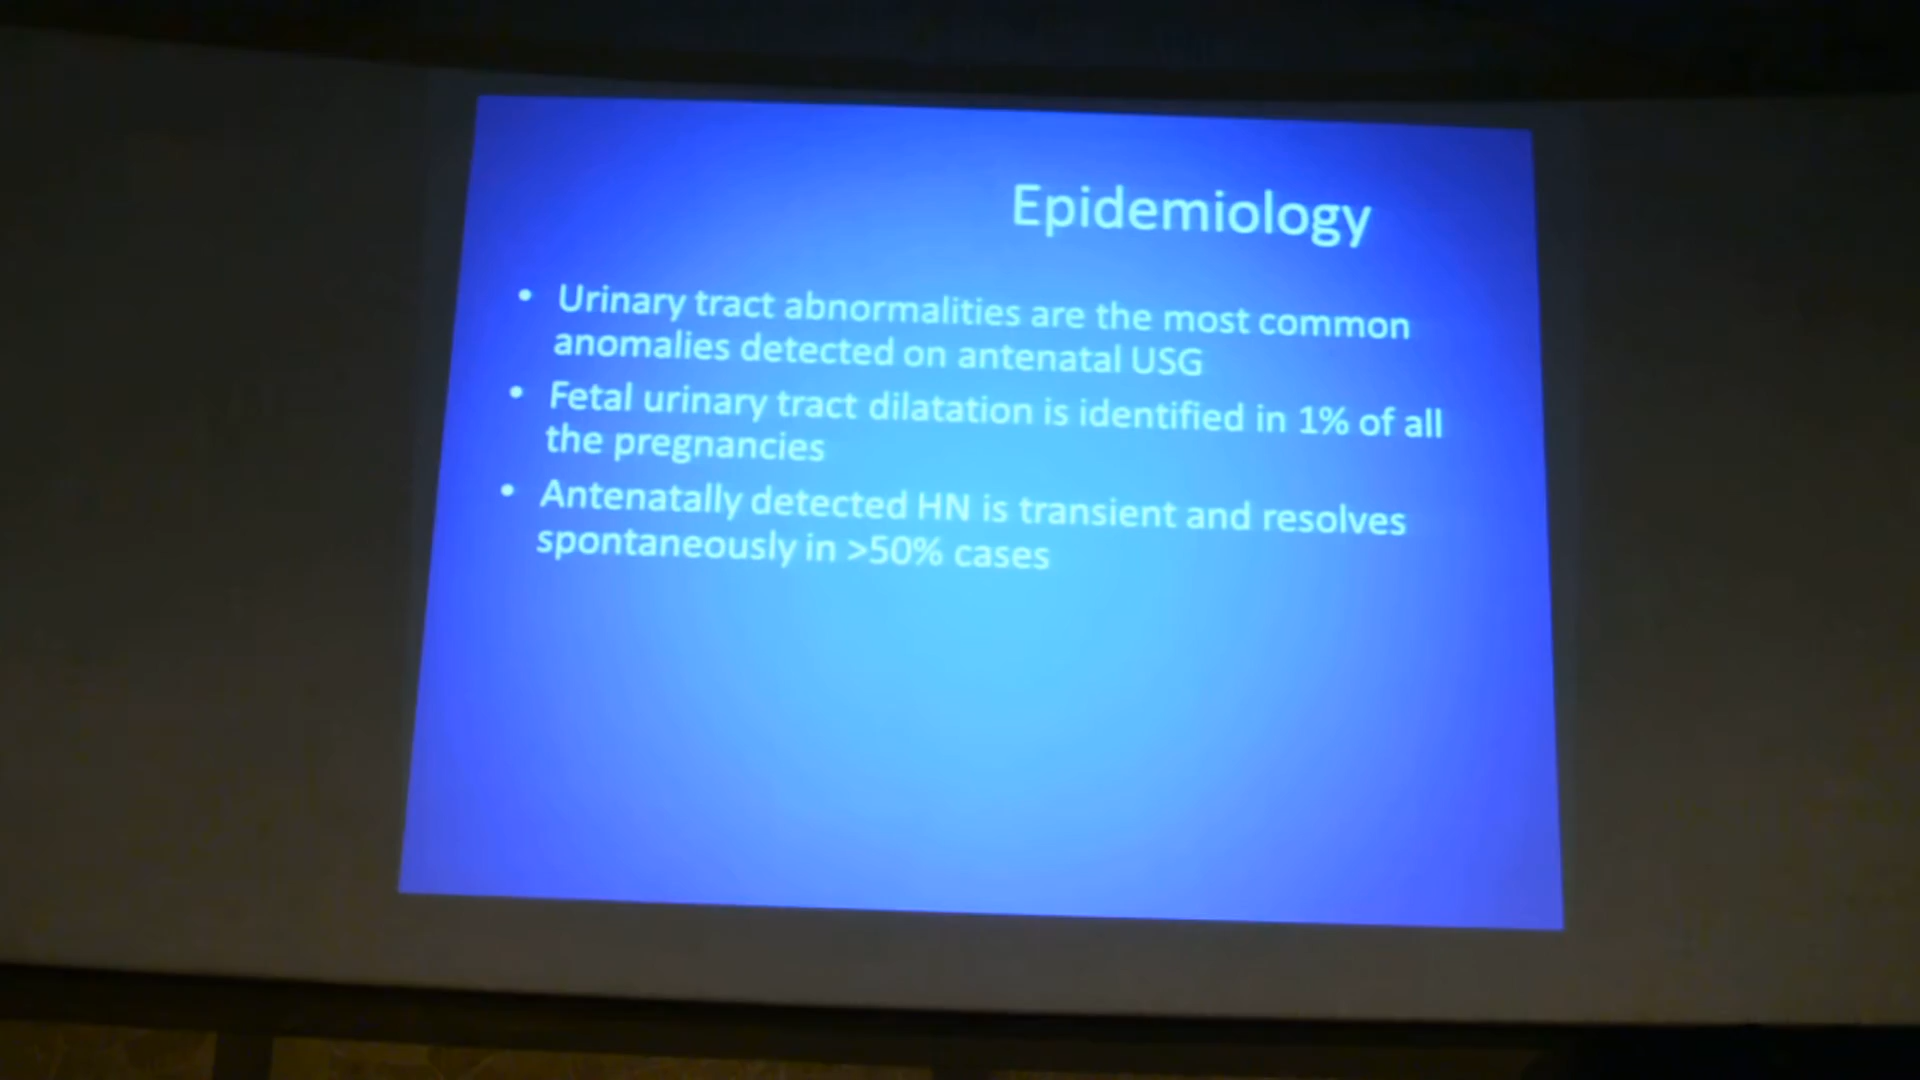 Epidemiology
• Urinary tract abnormalities are the most common
anomalies detected on antenatal USG
• Fetal urinary tract dilatation is identified in 1% of all
the pregnancies
• Antenatally detected HN is transient and resolves
spontaneously in >50% cases